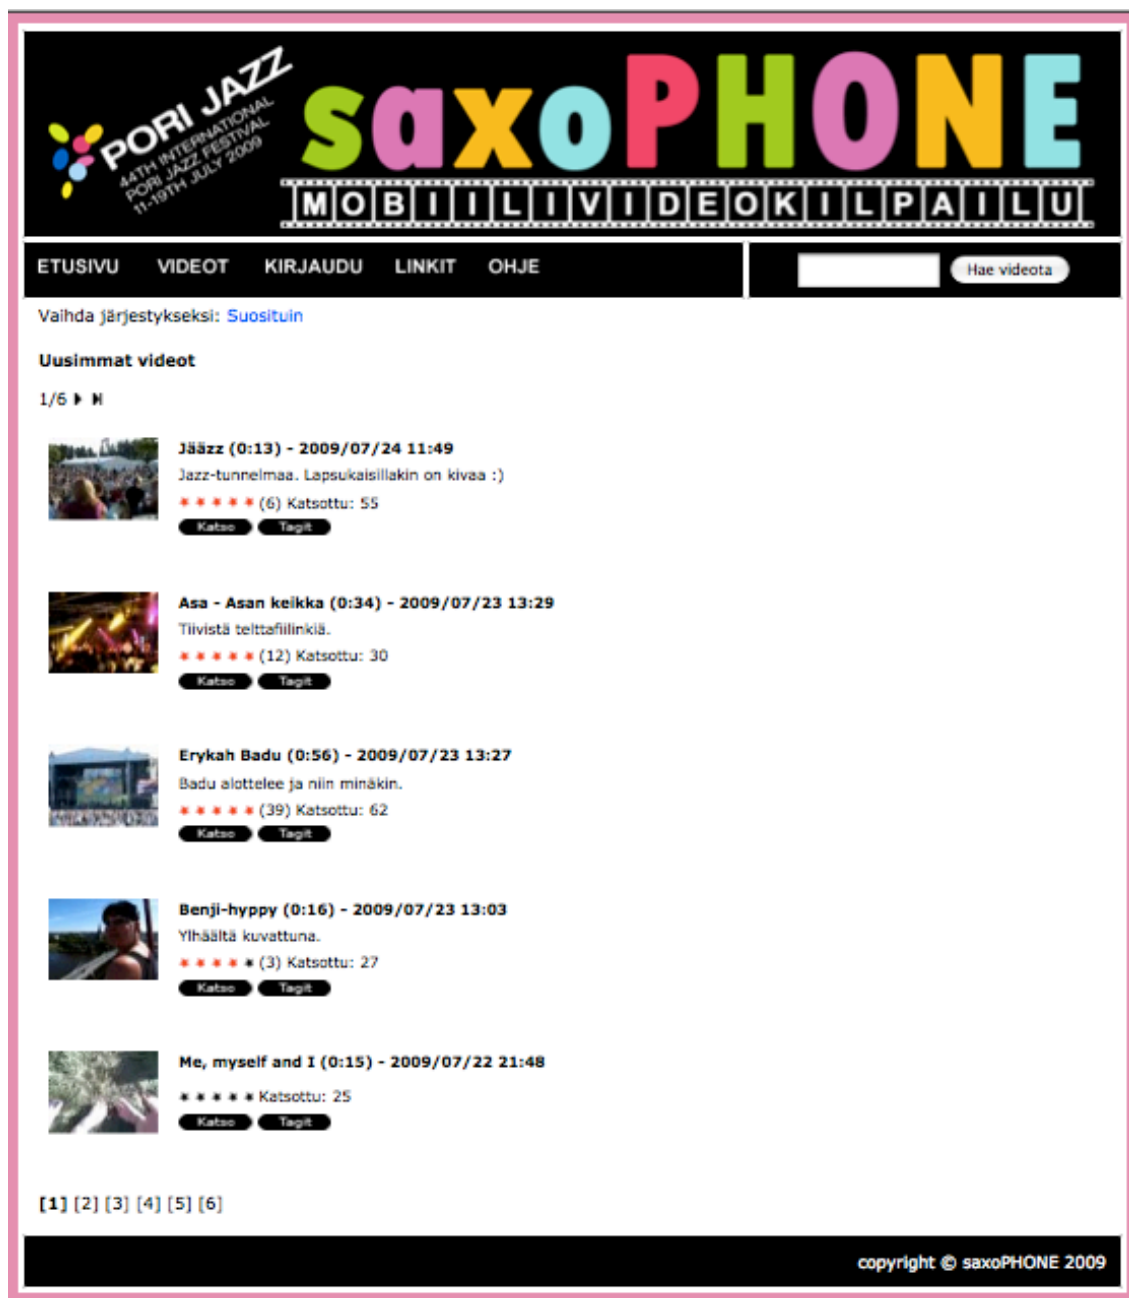 PORI JAZZ
44TH INTERNATIONAL
PORI JAZZ FESTIVAL
11-19TH JULY 2009
saxoPHONE
MOBIILIVIDEOKILPAILU
ETUSIVU VIDEOT KIRJAUDU LINKIT OHJE Hae videota
Vaihda järjestykseksi: Suosituin
Uusimmat videot
1/6
Jääzz (0:13) - 2009/07/24 11:49
Jazz-tunnelmaa. Lapsukaisillakin on kivaa :)
(6) Katsottu: 55
Katso Tagit
Asa - Asan keikka (0:34) - 2009/07/23 13:29
Tiivistä telttafiilinkiä.
(12) Katsottu: 30
Katso Tagit
Erykah Badu (0:56) - 2009/07/23 13:27
Badu alottelee ja niin minäkin.
(39) Katsottu: 62
Katso Tagit
Benji-hyppy (0:16) - 2009/07/23 13:03
Ylhäältä kuvattuna.
(3) Katsottu: 27
Katso Tagit
Me, myself and I (0:15) - 2009/07/22 21:48
Katsottu: 25
Katso Tagit
[1] [2] [3] [4] [5] [6]
copyright © saxoPHONE 2009